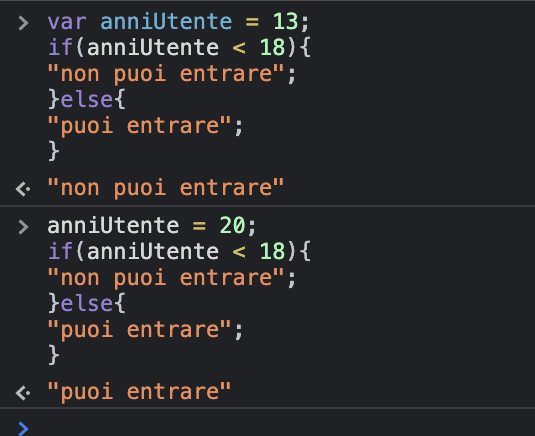 var anniUtente = 13;
if(anniUtente < 18){
"non puoi entrare";
}else{
"puoi entrare";
}
"non puoi entrare"
anniUtente = 20;
if(anniUtente < 18){
"non puoi entrare";
}else{
"puoi entrare";
}
"puoi entrare"